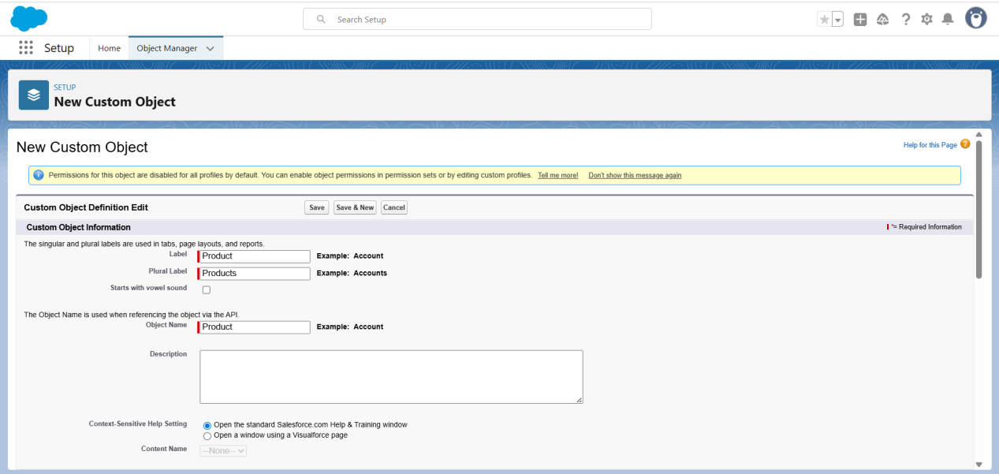 Search Setup
Setup Home Object Manager
SETUP
New Custom Object
New Custom Object
Help for this Page ?
i Permissions for this object are disabled for all profiles by default. You can enable object permissions in permission sets or by editing custom profiles. Tell me more! Don't show this message again
Custom Object Definition Edit Save Save & New Cancel
Custom Object Information *= Required Information
The singular and plural labels are used in tabs, page layouts, and reports.
Label Product Example: Account
Plural Label Products Example: Accounts
Starts with vowel sound
The Object Name is used when referencing the object via the API.
Object Name Product Example: Account
Description
Context-Sensitive Help Setting Open the standard Salesforce.com Help & Training window
Open a window using a Visualforce page
Content Name --None--